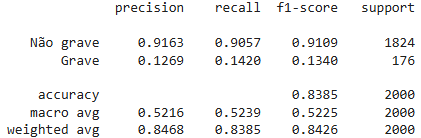 precision recall f1-score support
Não grave 0.9163 0.9057 0.9109 1824
Grave 0.1269 0.1420 0.1340 176
accuracy 0.8385 2000
macro avg 0.5216 0.5239 0.5225 2000
weighted avg 0.8468 0.8385 0.8426 2000